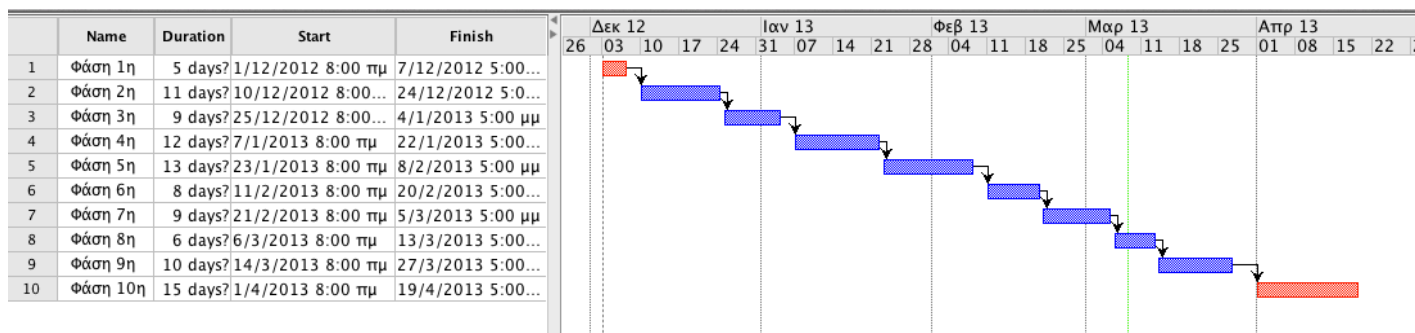 Δεκ 12 Ιαν 13 Φεβ 13 Μαρ 13 Απρ 13
Name Duration Start Finish
26 03 10 17 24 31 07 14 21 28 04 11 18 25 04 11 18 25 01 08 15 22
1 Φάση 1η 5 days? 1/12/2012 8:00 πμ 7/12/2012 5:00...
2 Φάση 2η 11 days? 10/12/2012 8:00... 24/12/2012 5:0...
3 Φάση 3η 9 days? 25/12/2012 8:00... 4/1/2013 5:00 μμ
4 Φάση 4η 12 days? 7/1/2013 8:00 πμ 22/1/2013 5:00...
5 Φάση 5η 13 days? 23/1/2013 8:00 πμ 8/2/2013 5:00 μμ
6 Φάση 6η 8 days? 11/2/2013 8:00 πμ 20/2/2013 5:00...
7 Φάση 7η 9 days? 21/2/2013 8:00 πμ 5/3/2013 5:00 μμ
8 Φάση 8η 6 days? 6/3/2013 8:00 πμ 13/3/2013 5:00...
9 Φάση 9η 10 days? 14/3/2013 8:00 πμ 27/3/2013 5:00...
10 Φάση 10η 15 days? 1/4/2013 8:00 πμ 19/4/2013 5:00...